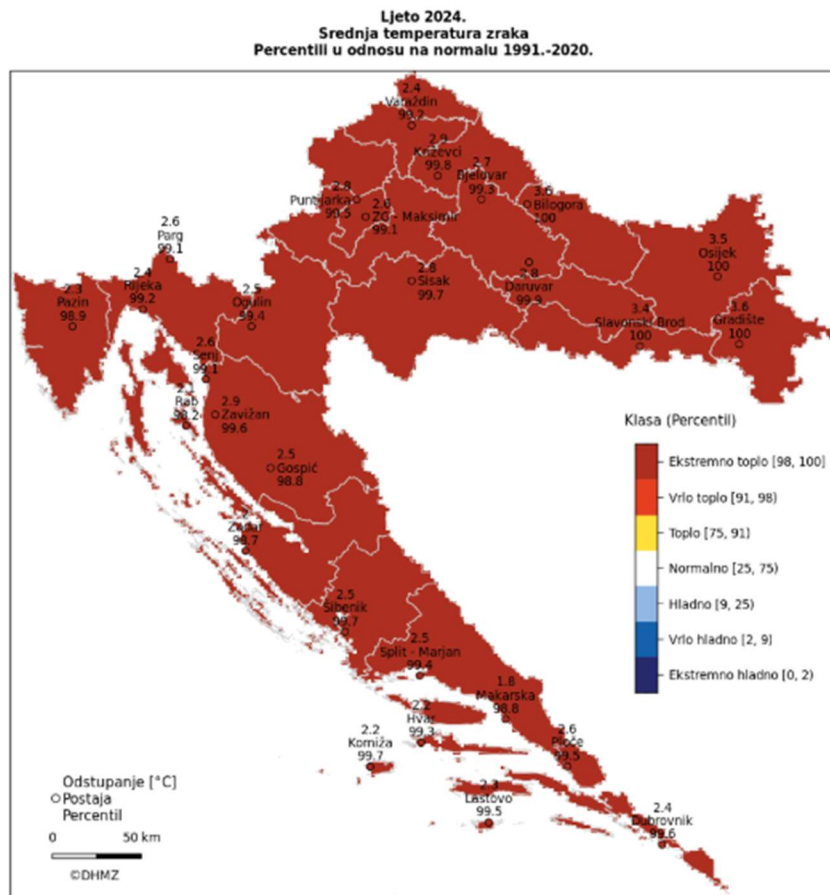 Ljeto 2024.
Srednja temperatura zraka
Percentili u odnosu na normalu 1991.-2020.
2.4
Varaždin
99.2
2.9
Križevci
99.8
2.7
Bjelovar
99.3
2.8
Puntijarka
99.5
2.6
ZG - Maksimir
99.1
3.6
Bilogora
100
2.6
Parg
99.1
3.5
Osijek
100
2.4
Rijeka
99.2
2.3
Pazin
98.9
2.5
Ogulin
99.4
2.8
Sisak
99.7
2.8
Daruvar
99.9
3.4
Slavonski Brod
100
3.6
Gradište
100
2.6
Senj
99.1
2.1
Rab
98.2
2.9
Zavižan
99.6
2.5
Gospić
98.8
Zadar
98.7
2.5
Šibenik
99.7
2.5
Split - Marjan
99.4
1.8
Makarska
98.8
2.2
Hvar
99.3
2.2
Komiža
99.7
2.6
Ploče
99.5
2.3
Lastovo
99.5
2.4
Dubrovnik
99.6
Klasa (Percentil)
Ekstremno toplo [98, 100]
Vrlo toplo [91, 98)
Toplo [75, 91)
Normalno [25, 75)
Hladno [9, 25)
Vrlo hladno [2, 9)
Ekstremno hladno [0, 2)
Odstupanje [°C]
Postaja
Percentil
0 50 km
©DHMZ